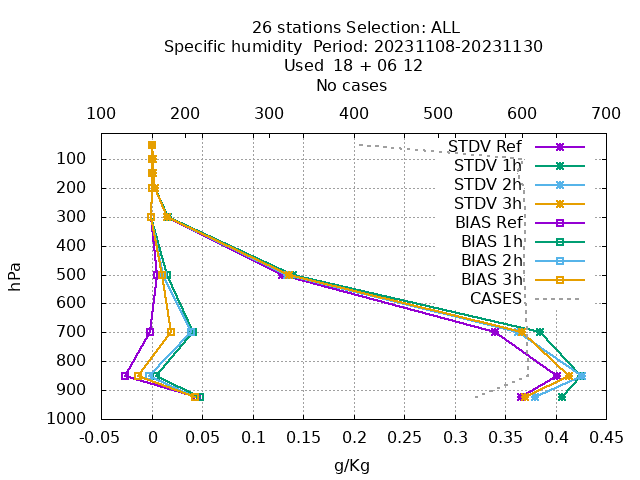 26 stations Selection: ALL
Specific humidity  Period: 20231108-20231130
Used  18 + 06 12
No cases
100 200 300 400 500 600 700
STDV Ref
STDV 1h
STDV 2h
STDV 3h
BIAS Ref
BIAS 1h
BIAS 2h
BIAS 3h
CASES
hPa
100
200
300
400
500
600
700
800
900
1000
-0.05 0 0.05 0.1 0.15 0.2 0.25 0.3 0.35 0.4 0.45
g/Kg